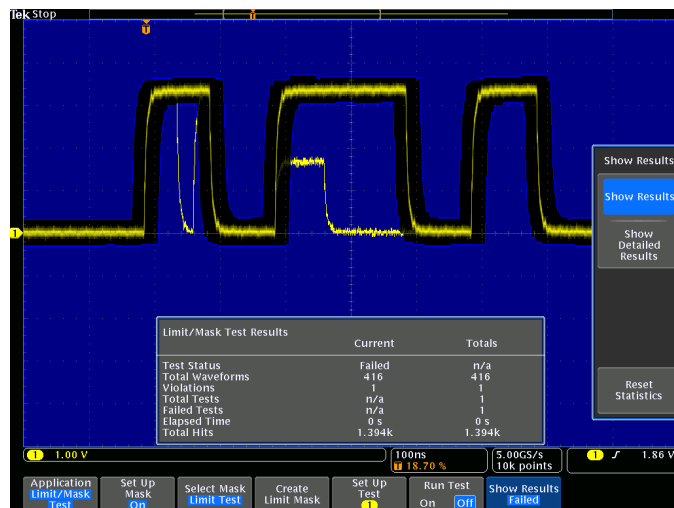 Tek Stop
T
T
1
Show Results
Show Results
Show
Detailed
Results
Reset
Statistics
Limit/Mask Test Results
Current Totals
Test Status Failed n/a
Total Waveforms 416 416
Violations 1 1
Total Tests n/a 1
Failed Tests n/a 1
Elapsed Time 0 s 0 s
Total Hits 1.394k 1.394k
1 1.00 V
100ns
T 18.70 %
5.00GS/s
10k points
1 1.86 V
Application
Limit/Mask
Test
Set Up
Mask
On
Select Mask
Limit Test
Create
Limit Mask
Set Up
Test
1
Run Test
On Off
Show Results
Failed